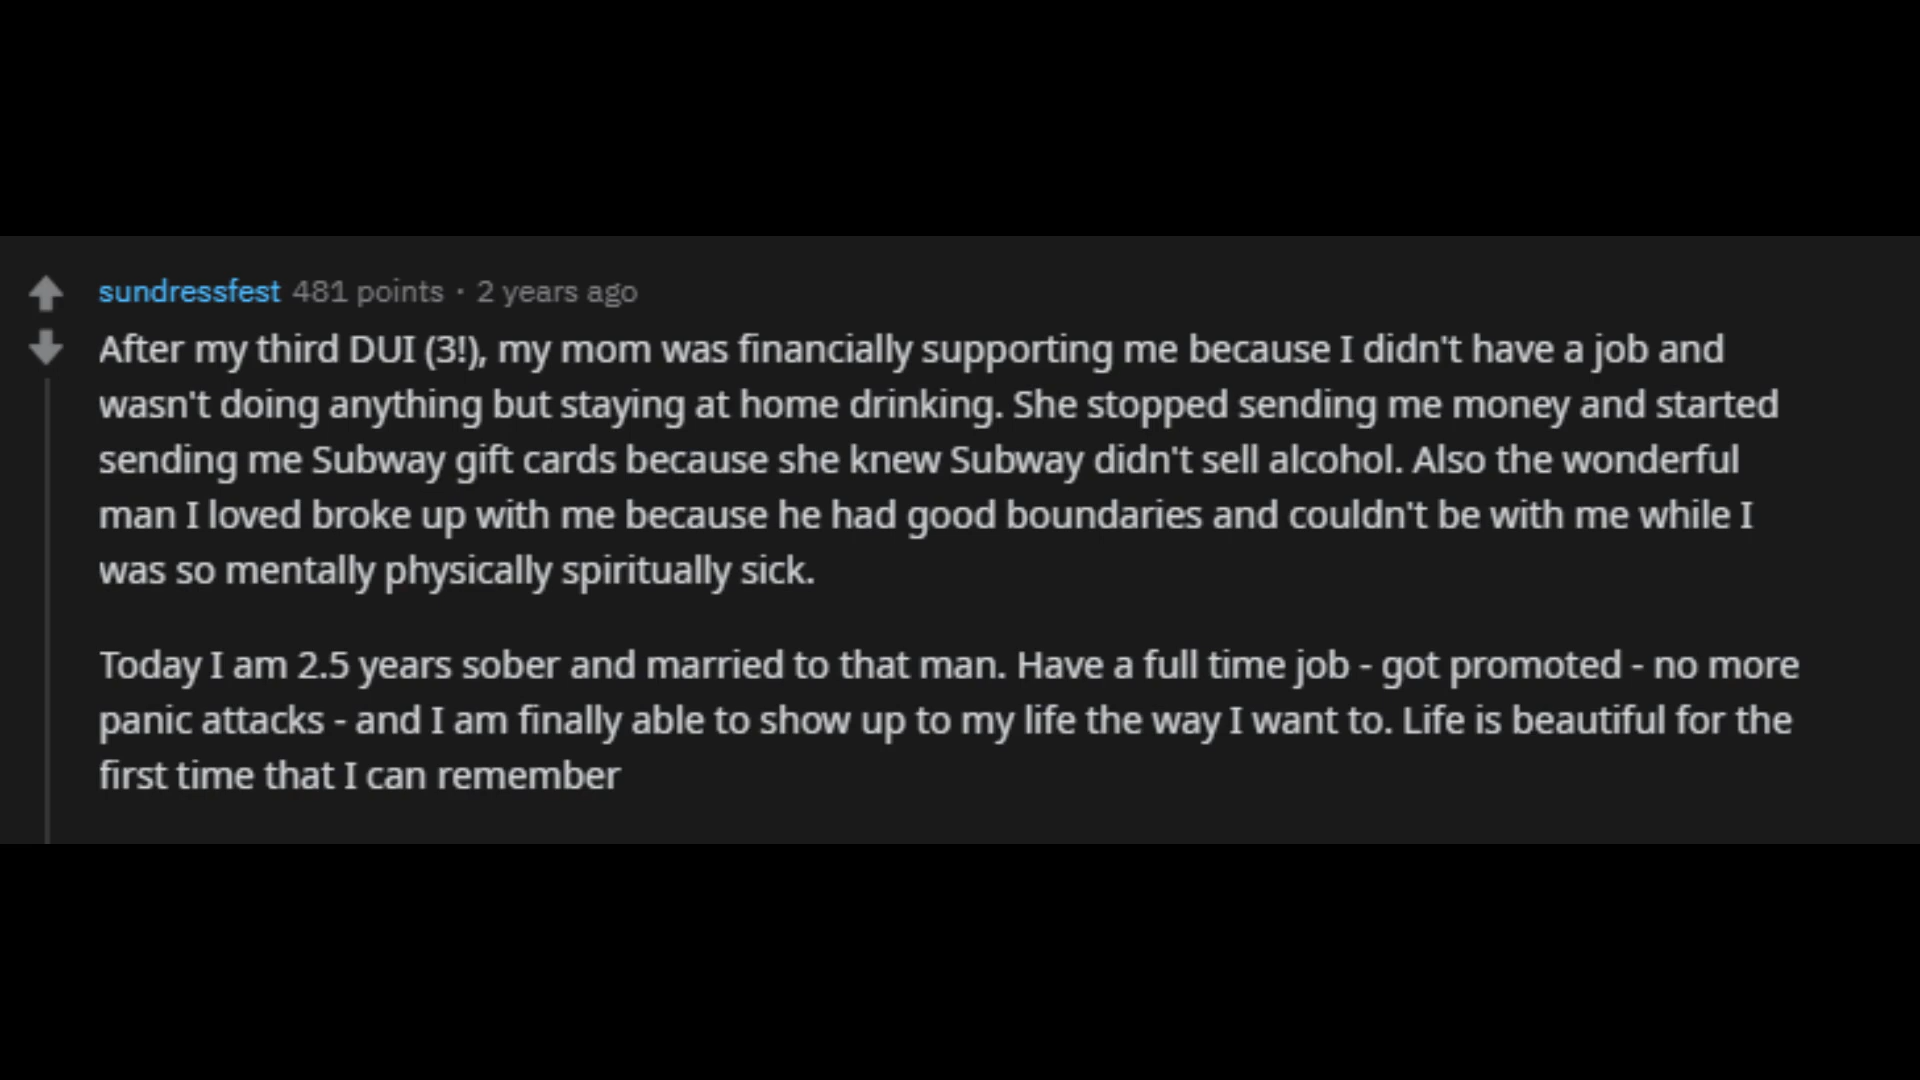 sundressfest 481 points · 2 years ago
After my third DUI (3!), my mom was financially supporting me because I didn't have a job and
wasn't doing anything but staying at home drinking. She stopped sending me money and started
sending me Subway gift cards because she knew Subway didn't sell alcohol. Also the wonderful
man I loved broke up with me because he had good boundaries and couldn't be with me while I
was so mentally physically spiritually sick.
Today I am 2.5 years sober and married to that man. Have a full time job - got promoted - no more
panic attacks - and I am finally able to show up to my life the way I want to. Life is beautiful for the
first time that I can remember